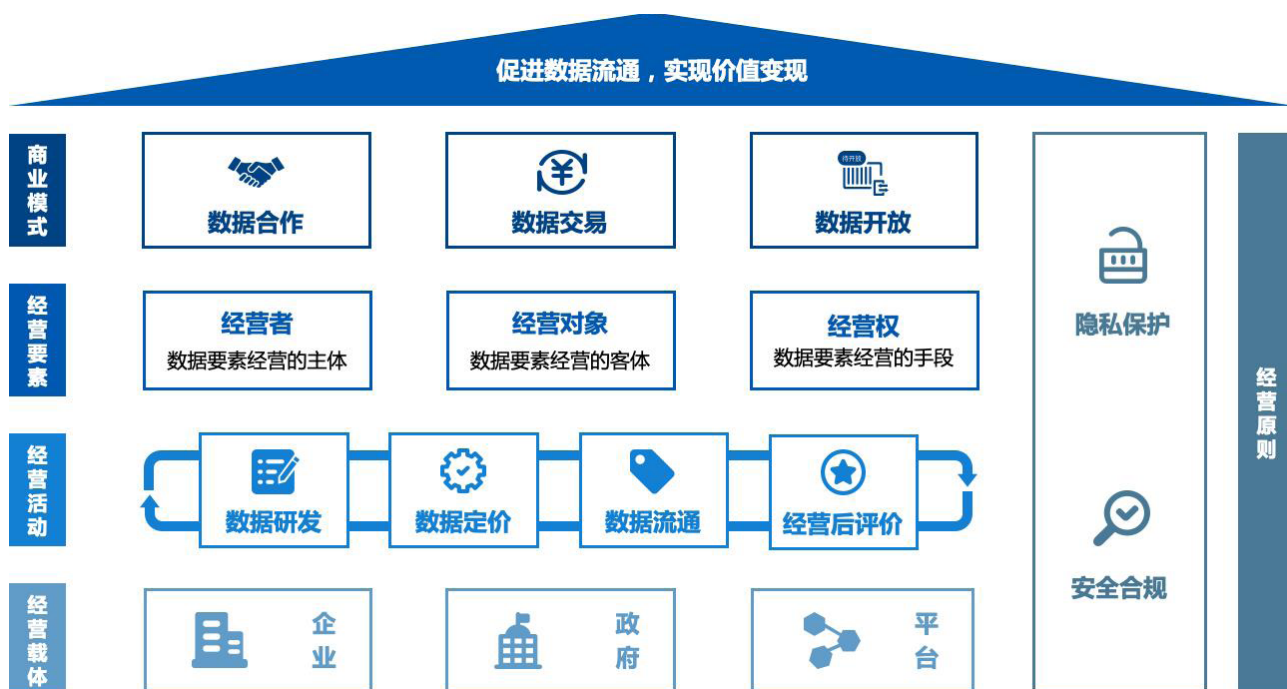 促进数据流通，实现价值变现
商业模式
数据合作
数据交易
待开放
数据开放
经营要素
经营者
数据要素经营的主体
经营对象
数据要素经营的客体
经营权
数据要素经营的手段
经营活动
数据研发
数据定价
数据流通
经营后评价
经营载体
企业
政府
平台
隐私保护
安全合规
经营原则